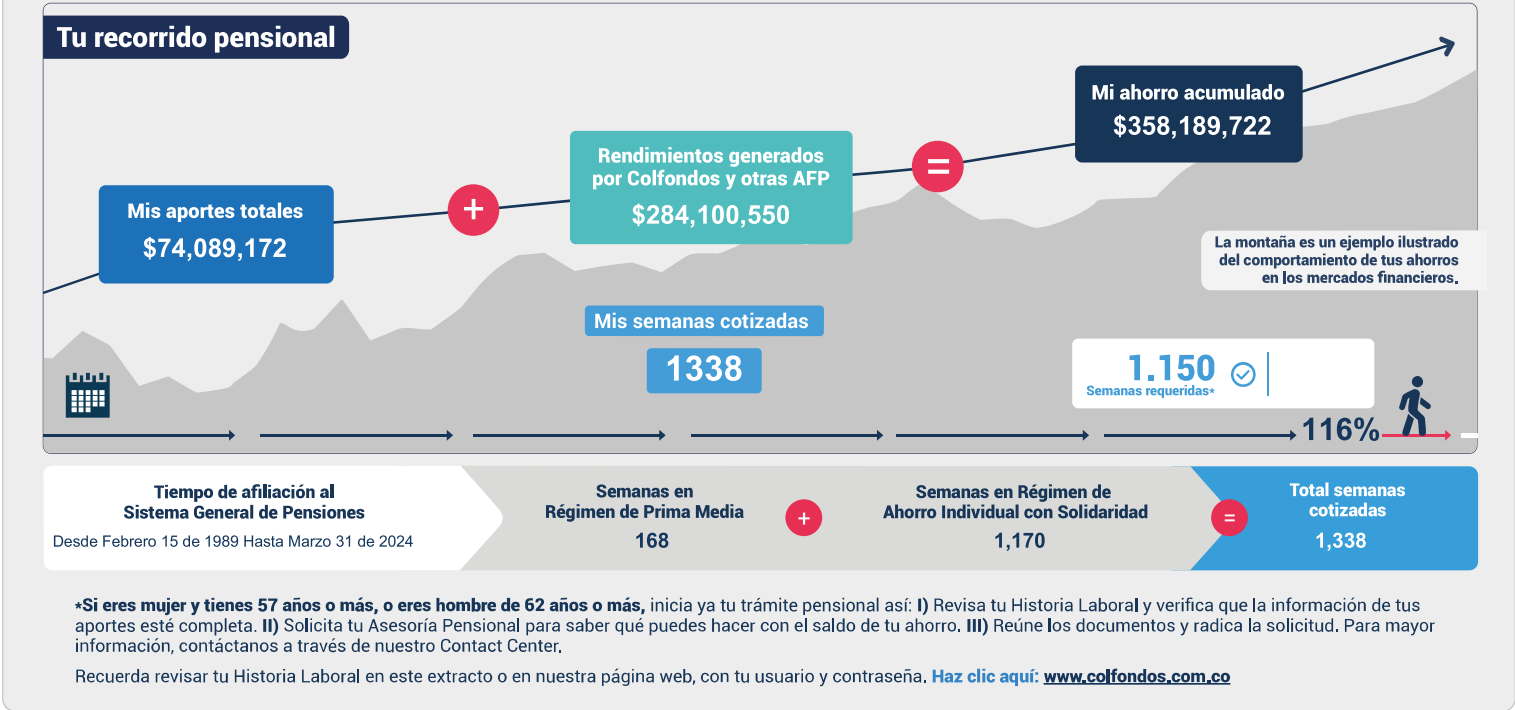 Tu recorrido pensional
Mi ahorro acumulado
$358,189,722
Rendimientos generados
por Colfondos y otras AFP
$284,100,550
=
Mis aportes totales
$74,089,172
+
La montaña es un ejemplo ilustrado
del comportamiento de tus ahorros
en los mercados financieros.
Mis semanas cotizadas
1338
1.150
Semanas requeridas*
116%
Tiempo de afiliación al
Sistema General de Pensiones
Desde Febrero 15 de 1989 Hasta Marzo 31 de 2024
Semanas en
Régimen de Prima Media
168
+
Semanas en Régimen de
Ahorro Individual con Solidaridad
1,170
=
Total semanas
cotizadas
1,338
*Si eres mujer y tienes 57 años o más, o eres hombre de 62 años o más, inicia ya tu trámite pensional así: I) Revisa tu Historia Laboral y verifica que la información de tus
aportes esté completa. II) Solicita tu Asesoría Pensional para saber qué puedes hacer con el saldo de tu ahorro. III) Reúne los documentos y radica la solicitud. Para mayor
información, contáctanos a través de nuestro Contact Center.
Recuerda revisar tu Historia Laboral en este extracto o en nuestra página web, con tu usuario y contraseña. Haz clic aquí: www.colfondos.com.co